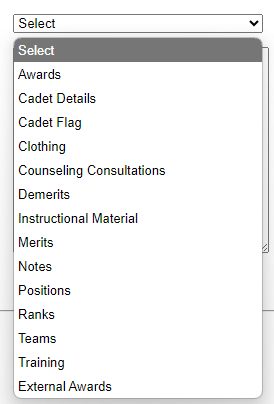 Select
Select
Awards
Cadet Details
Cadet Flag
Clothing
Counseling Consultations
Demerits
Instructional Material
Merits
Notes
Positions
Ranks
Teams
Training
External Awards